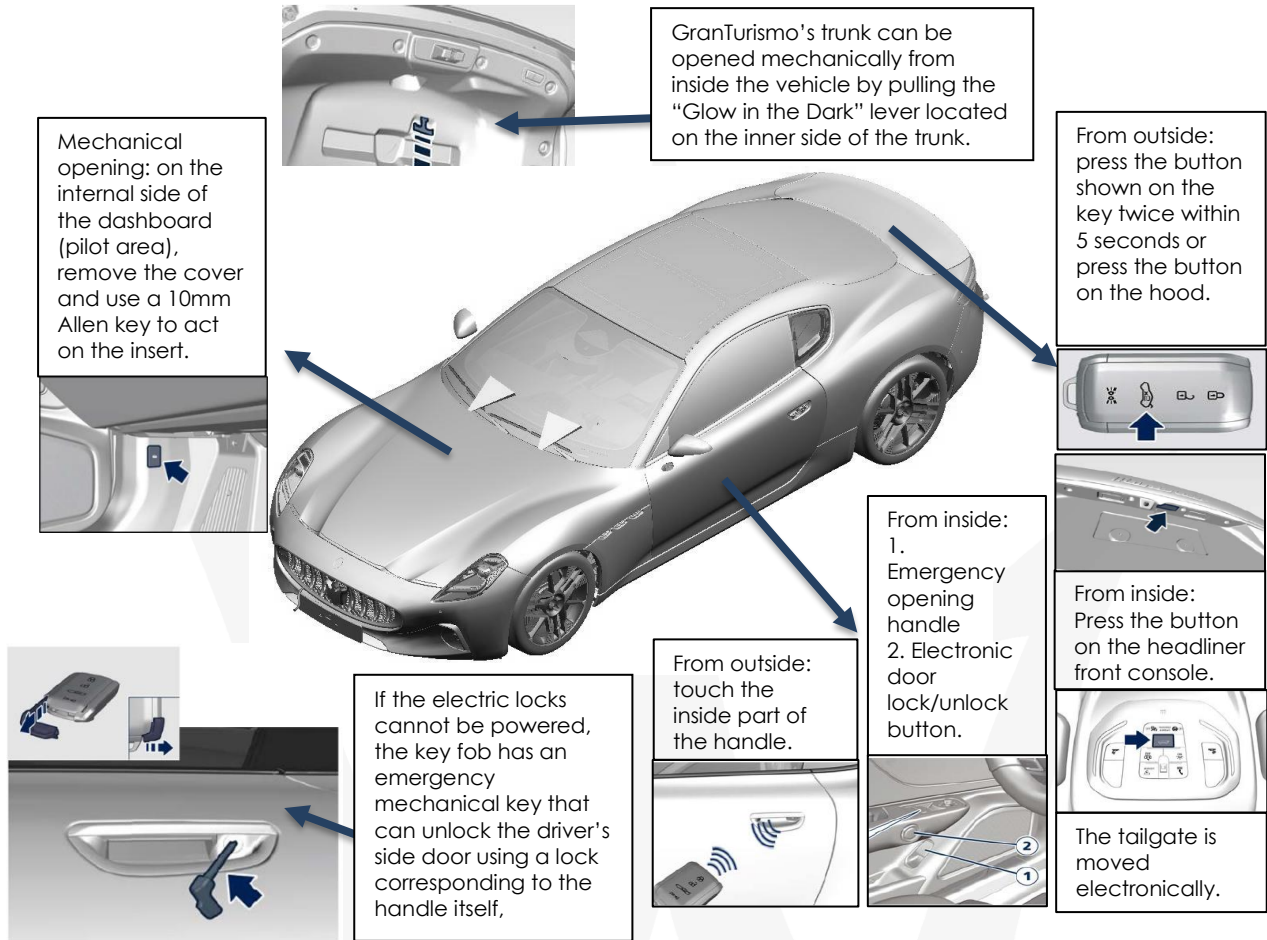 GranTurismo’s trunk can be
opened mechanically from
inside the vehicle by pulling the
“Glow in the Dark” lever located
on the inner side of the trunk.
Mechanical
opening: on the
internal side of
the dashboard
(pilot area),
remove the cover
and use a 10mm
Allen key to act
on the insert.
From outside:
press the button
shown on the
key twice within
5 seconds or
press the button
on the hood.
From inside:
Press the button
on the headliner
front console.
The tailgate is
moved
electronically.
From inside:
1.
Emergency
opening
handle
2. Electronic
door
lock/unlock
button.
2
1
From outside:
touch the
inside part of
the handle.
If the electric locks
cannot be powered,
the key fob has an
emergency
mechanical key that
can unlock the driver’s
side door using a lock
corresponding to the
handle itself,